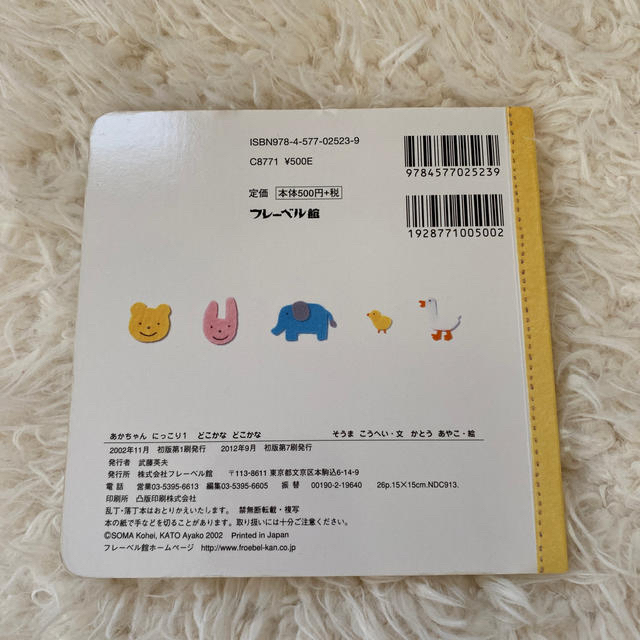 ISBN978-4-577-02523-9
C8771 ¥500E
9784577025239
定価 本体500円+税
フレーベル館
1928771005002
あかちゃん にっこり1 どこかな どこかな そうま こうへい・文 かとう あやこ・絵
2002年11月 初版第1刷発行 2012年9月 初版第7刷発行
発行者 武藤英夫
発行所 株式会社フレーベル館 〒113-8611 東京都文京区本駒込6-14-9
電話 営業03-5395-6613 編集03-5395-6605 振替 00190-2-19640 26p.15×15cm.NDC913.
印刷所 凸版印刷株式会社
乱丁・落丁本はおとりかえいたします。 禁無断転載・複写
本の紙で手などを切ることがあります。取り扱いには十分ご注意ください。
©SOMA Kohei, KATO Ayako 2002 Printed in Japan
フレーベル館ホームページ http://www.froebel-kan.co.jp